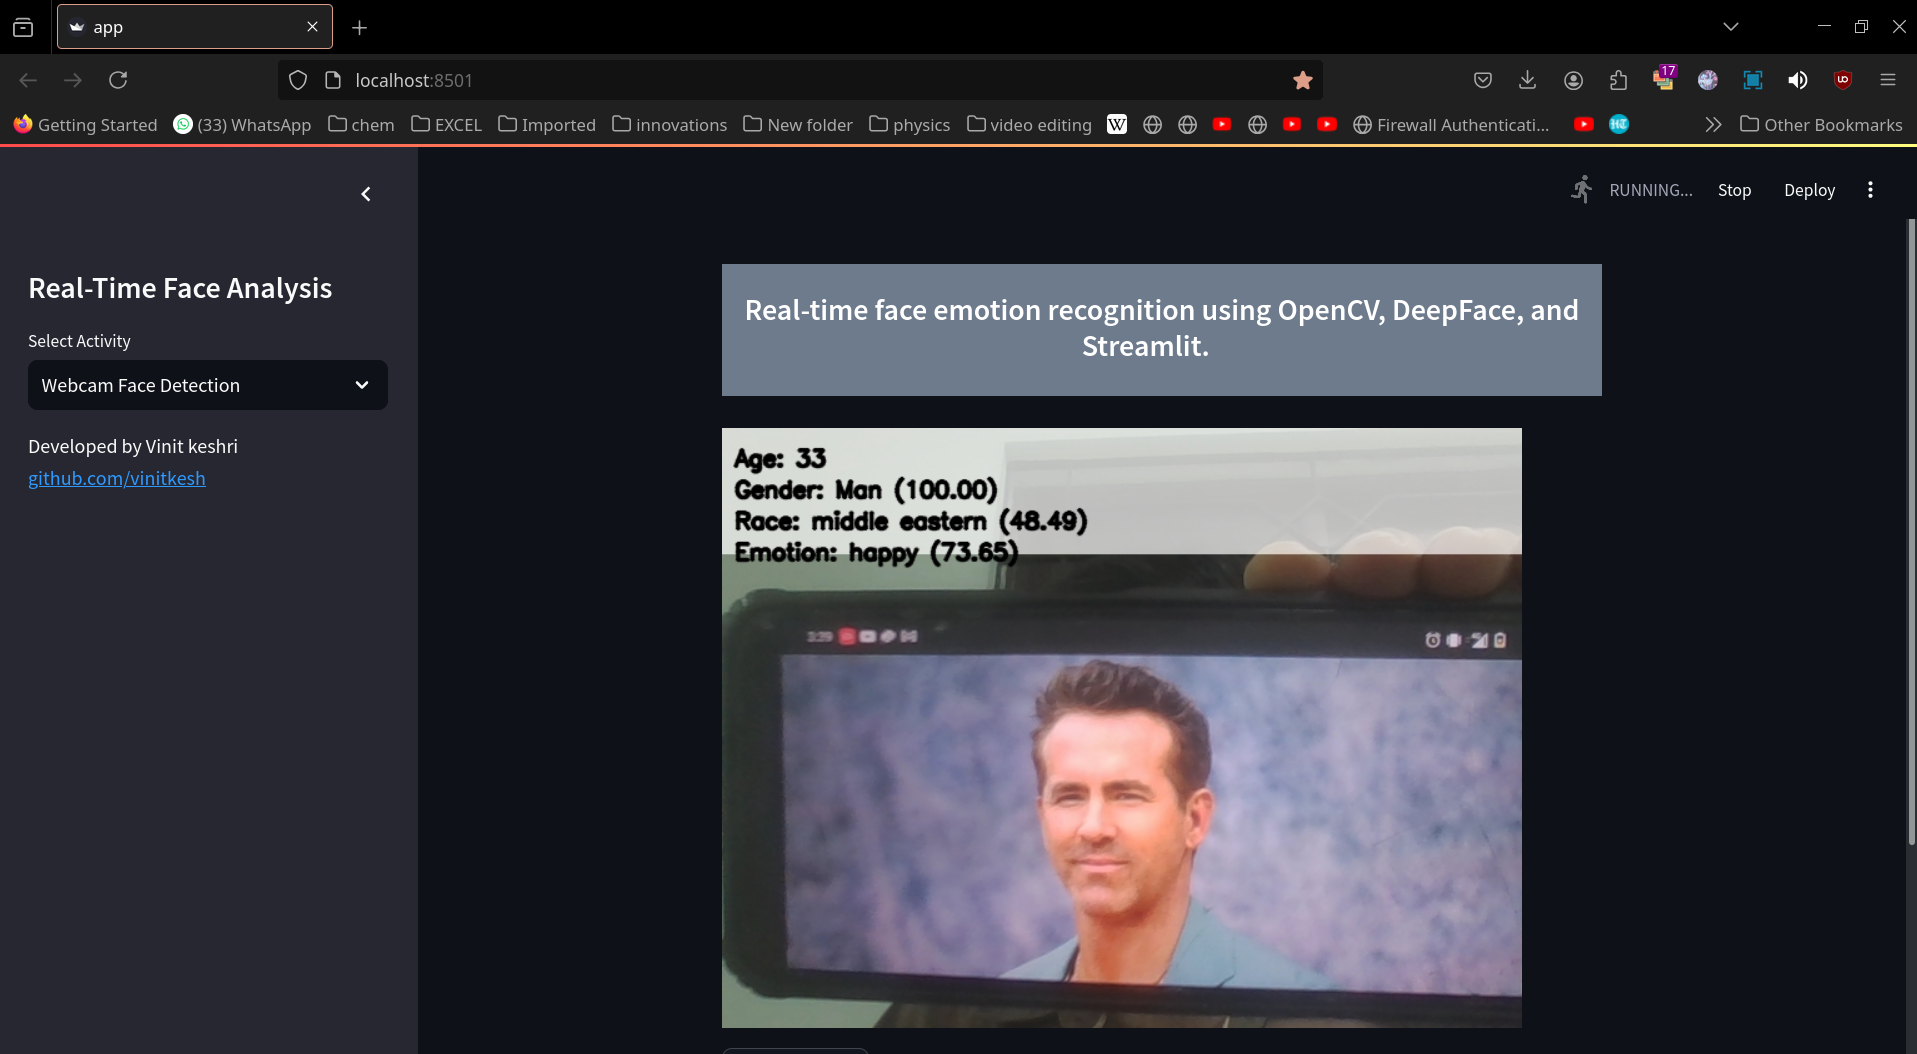 app
localhost:8501
17
Getting Started
(33) WhatsApp
chem
EXCEL
Imported
innovations
New folder
physics
video editing
W
Firewall Authenticati...
Other Bookmarks
RUNNING...
Stop
Deploy
Real-Time Face Analysis
Select Activity
Webcam Face Detection
Developed by Vinit keshri
github.com/vinitkesh
Real-time face emotion recognition using OpenCV, DeepFace, and
Streamlit.
Age: 33
Gender: Man (100.00)
Race: middle eastern (48.49)
Emotion: happy (73.65)
3:39